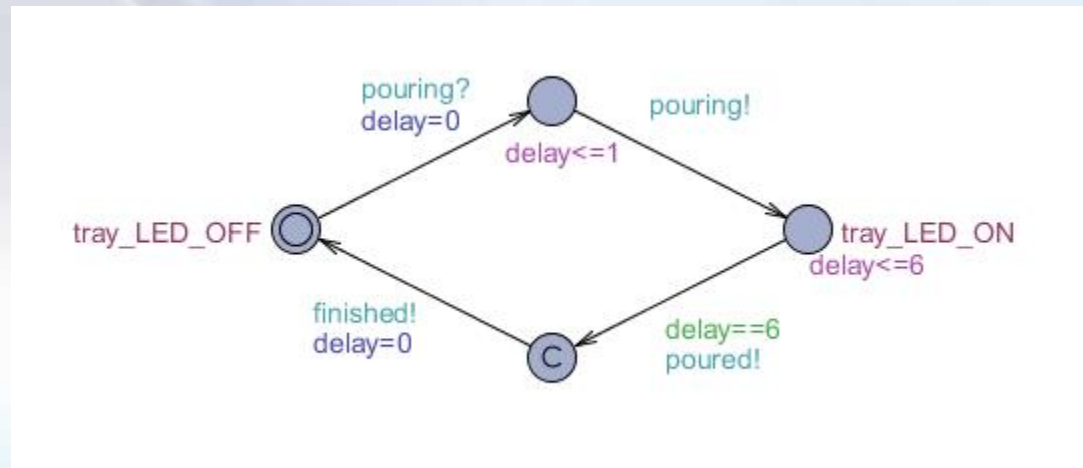 pouring?
delay=0
pouring!
delay<=1
tray_LED_OFF
tray_LED_ON
delay<=6
finished!
delay=0
delay==6
poured!
C